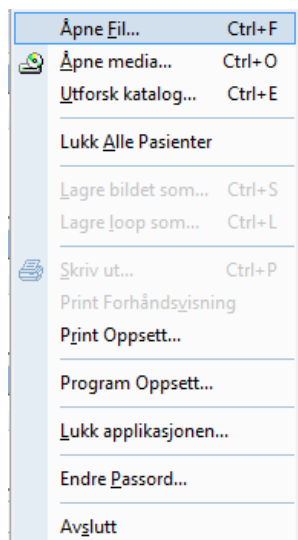 Åpne Fil... Ctrl+F
Åpne media... Ctrl+O
Utforsk katalog... Ctrl+E
Lukk Alle Pasienter
Lagre bildet som... Ctrl+S
Lagre loop som... Ctrl+L
Skriv ut... Ctrl+P
Print Forhåndsvisning
Print Oppsett...
Program Oppsett...
Lukk applikasjonen...
Endre Passord...
Avslutt